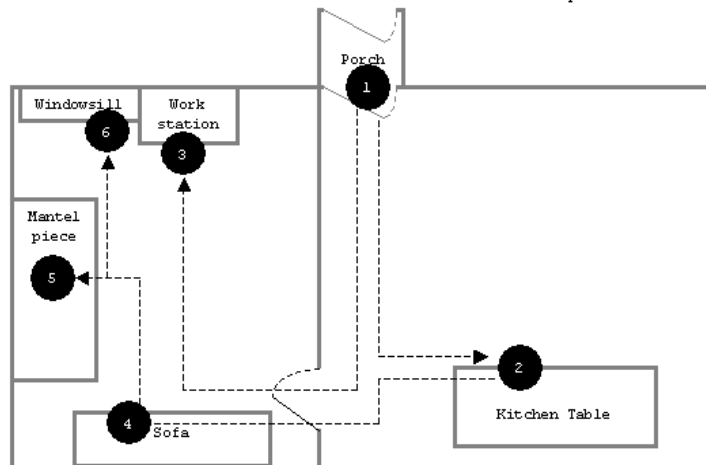 Porch
1
Windowsill
Work
station
6
3
Mantel
piece
5
2
Kitchen Table
4
Sofa